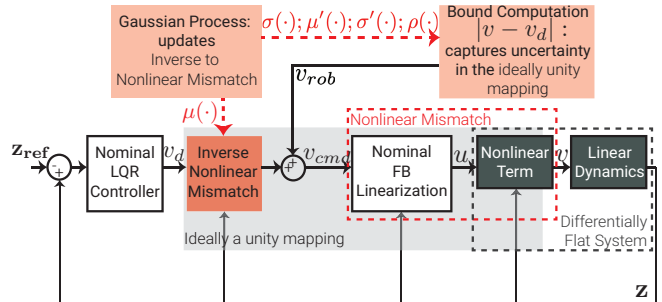 Gaussian Process:
updates
Inverse to
Nonlinear Mismatch
σ(·); μ′(·); σ′(·); ρ(·)
Bound Computation
|v − v_d| :
captures uncertainty
in the ideally unity
mapping
μ(·)
v_rob
Nonlinear Mismatch
z_ref
-
+
Nominal
LQR
Controller
v_d
Inverse
Nonlinear
Mismatch
+
+
v_cmd
Nominal
FB
Linearization
u
Nonlinear
Term
v
Linear
Dynamics
Ideally a unity mapping
Differentially
Flat System
z